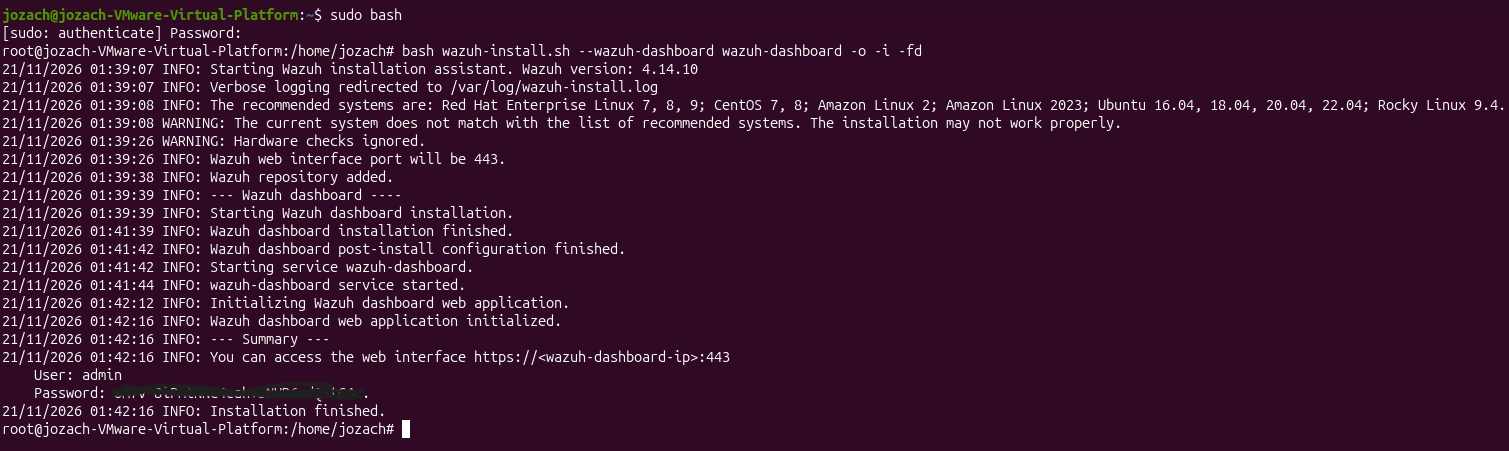 jozach@jozach-VMware-Virtual-Platform:~$ sudo bash
[sudo: authenticate] Password:
root@jozach-VMware-Virtual-Platform:/home/jozach# bash wazuh-install.sh --wazuh-dashboard wazuh-dashboard -o -i -fd
21/11/2026 01:39:07 INFO: Starting Wazuh installation assistant. Wazuh version: 4.14.10
21/11/2026 01:39:07 INFO: Verbose logging redirected to /var/log/wazuh-install.log
21/11/2026 01:39:08 INFO: The recommended systems are: Red Hat Enterprise Linux 7, 8, 9; CentOS 7, 8; Amazon Linux 2; Amazon Linux 2023; Ubuntu 16.04, 18.04, 20.04, 22.04; Rocky Linux 9.4.
21/11/2026 01:39:08 WARNING: The current system does not match with the list of recommended systems. The installation may not work properly.
21/11/2026 01:39:26 WARNING: Hardware checks ignored.
21/11/2026 01:39:26 INFO: Wazuh web interface port will be 443.
21/11/2026 01:39:38 INFO: Wazuh repository added.
21/11/2026 01:39:39 INFO: --- Wazuh dashboard ----
21/11/2026 01:39:39 INFO: Starting Wazuh dashboard installation.
21/11/2026 01:41:39 INFO: Wazuh dashboard installation finished.
21/11/2026 01:41:42 INFO: Wazuh dashboard post-install configuration finished.
21/11/2026 01:41:42 INFO: Starting service wazuh-dashboard.
21/11/2026 01:41:44 INFO: wazuh-dashboard service started.
21/11/2026 01:42:12 INFO: Initializing Wazuh dashboard web application.
21/11/2026 01:42:16 INFO: Wazuh dashboard web application initialized.
21/11/2026 01:42:16 INFO: --- Summary ---
21/11/2026 01:42:16 INFO: You can access the web interface https://<wazuh-dashboard-ip>:443
User: admin
Password:
21/11/2026 01:42:16 INFO: Installation finished.
root@jozach-VMware-Virtual-Platform:/home/jozach#